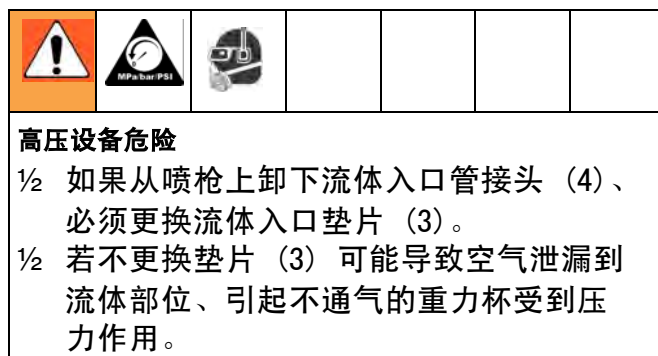 MPa/bar/PSI
高压设备危险
½ 如果从喷枪上卸下流体入口管接头 (4)、
必须更换流体入口垫片 (3)。
½ 若不更换垫片 (3) 可能导致空气泄漏到
流体部位、引起不通气的重力杯受到压
力作用。